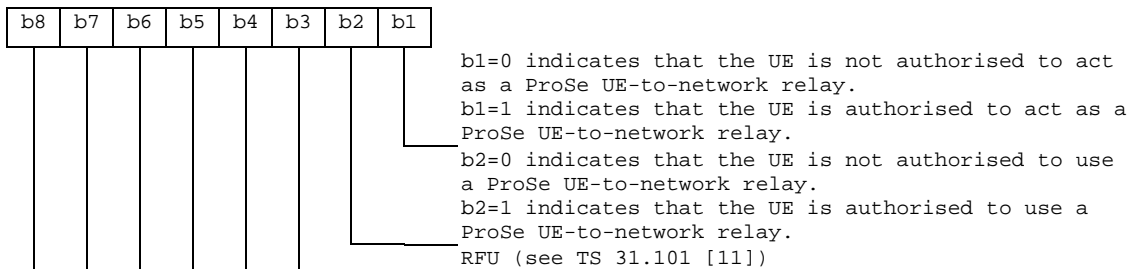 b8 b7 b6 b5 b4 b3 b2 b1
b1=0 indicates that the UE is not authorised to act
as a ProSe UE-to-network relay.
b1=1 indicates that the UE is authorised to act as a
ProSe UE-to-network relay.
b2=0 indicates that the UE is not authorised to use
a ProSe UE-to-network relay.
b2=1 indicates that the UE is authorised to use a
ProSe UE-to-network relay.
RFU (see TS 31.101 [11])